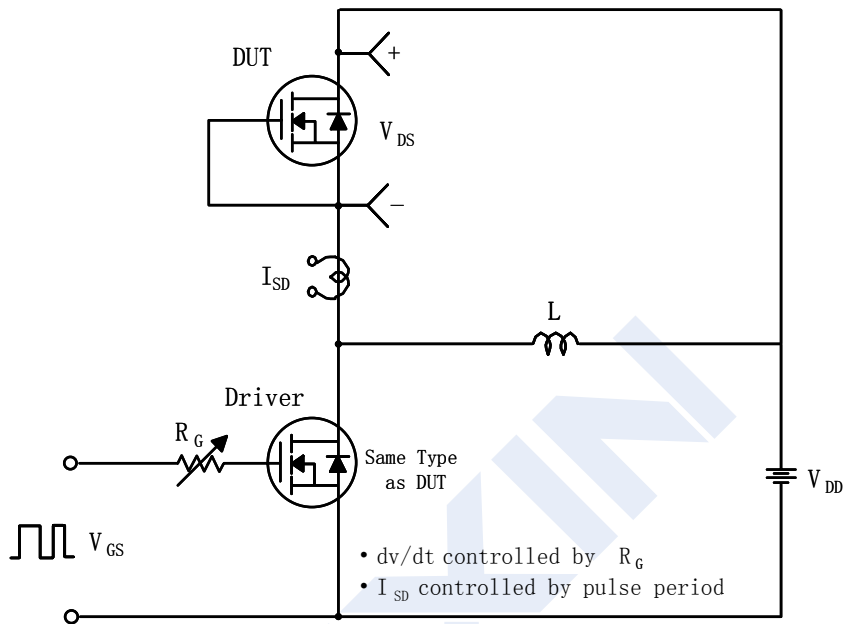 DUT
+
V DS
−
I SD
L
Driver
R G
Same Type
as DUT
V DD
V GS
• dv/dt controlled by R G
• I SD controlled by pulse period
XIN